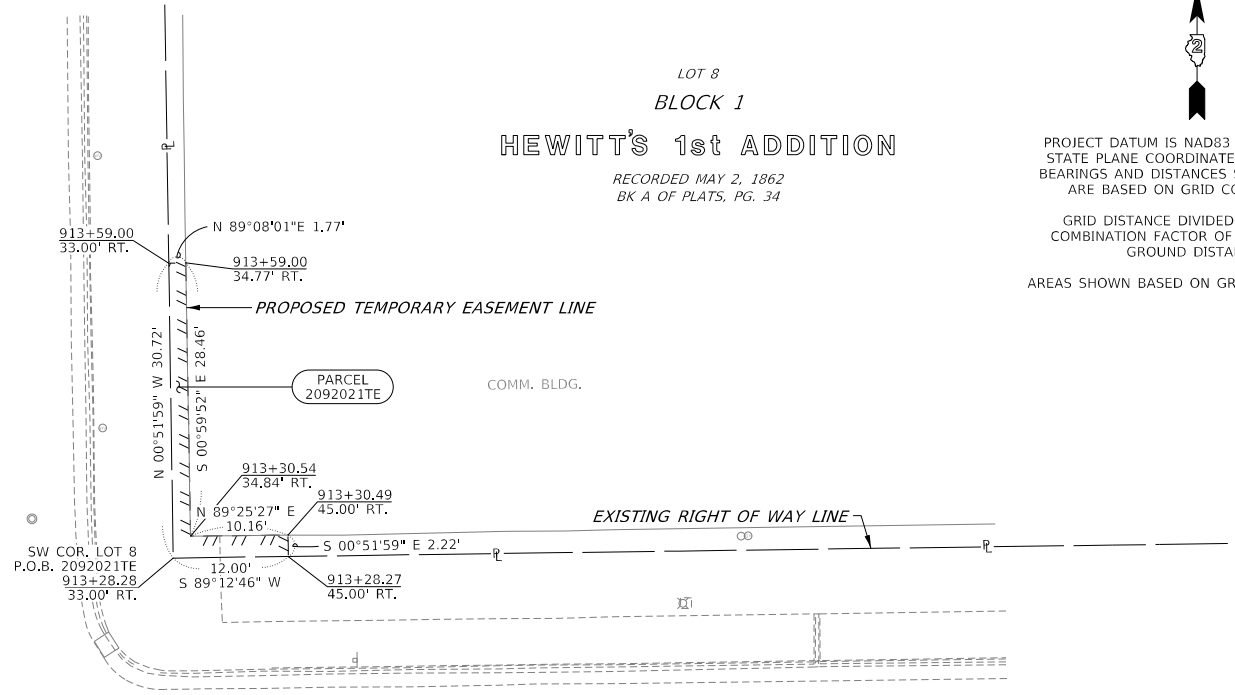 LOT 8
BLOCK 1
HEWITT'S 1st ADDITION
RECORDED MAY 2, 1862
BK A OF PLATS, PG. 34
2
PROJECT DATUM IS NAD83
STATE PLANE COORDINATE
BEARINGS AND DISTANCES
ARE BASED ON GRID
GRID DISTANCE DIVIDED
COMBINATION FACTOR OF
GROUND
AREAS SHOWN BASED ON
PL
N 89°08'01"E 1.77'
913+59.00
33.00' RT.
913+59.00
34.77' RT.
PROPOSED TEMPORARY EASEMENT LINE
N 00°51'59" W 30.72'
S 00°59'52" E 28.46'
PARCEL
2092021TE
COMM. BLDG.
913+30.54
34.84' RT.
913+30.49
45.00' RT.
N 89°25'27" E
10.16'
EXISTING RIGHT OF WAY LINE
S 00°51'59" E 2.22'
PL
PL
SW COR. LOT 8
P.O.B. 2092021TE
913+28.28
33.00' RT.
12.00'
S 89°12'46" W
913+28.27
45.00' RT.